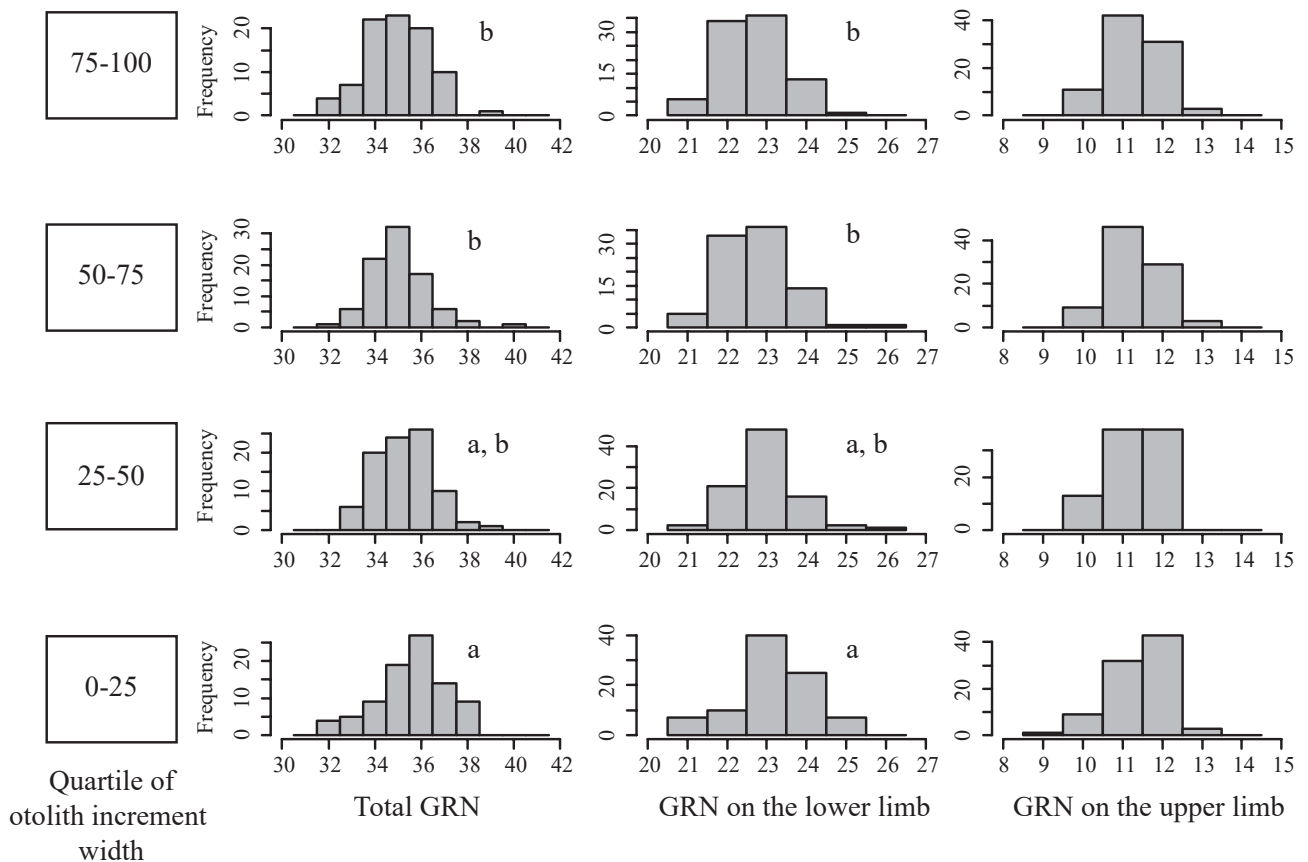 75-100
Frequency
0 10 20
b
30 32 34 36 38 40 42
0 15 30
b
20 21 22 23 24 25 26 27
0 20 40
8 9 10 11 12 13 14 15
50-75
Frequency
0 10 20 30
b
30 32 34 36 38 40 42
0 15 30
b
20 21 22 23 24 25 26 27
0 20 40
8 9 10 11 12 13 14 15
25-50
Frequency
0 10 20
a, b
30 32 34 36 38 40 42
0 20 40
a, b
20 21 22 23 24 25 26 27
0 20
8 9 10 11 12 13 14 15
0-25
Frequency
0 10 20
a
30 32 34 36 38 40 42
0 20 40
a
20 21 22 23 24 25 26 27
0 20 40
8 9 10 11 12 13 14 15
Quartile of
otolith increment
width
Total GRN
GRN on the lower limb
GRN on the upper limb